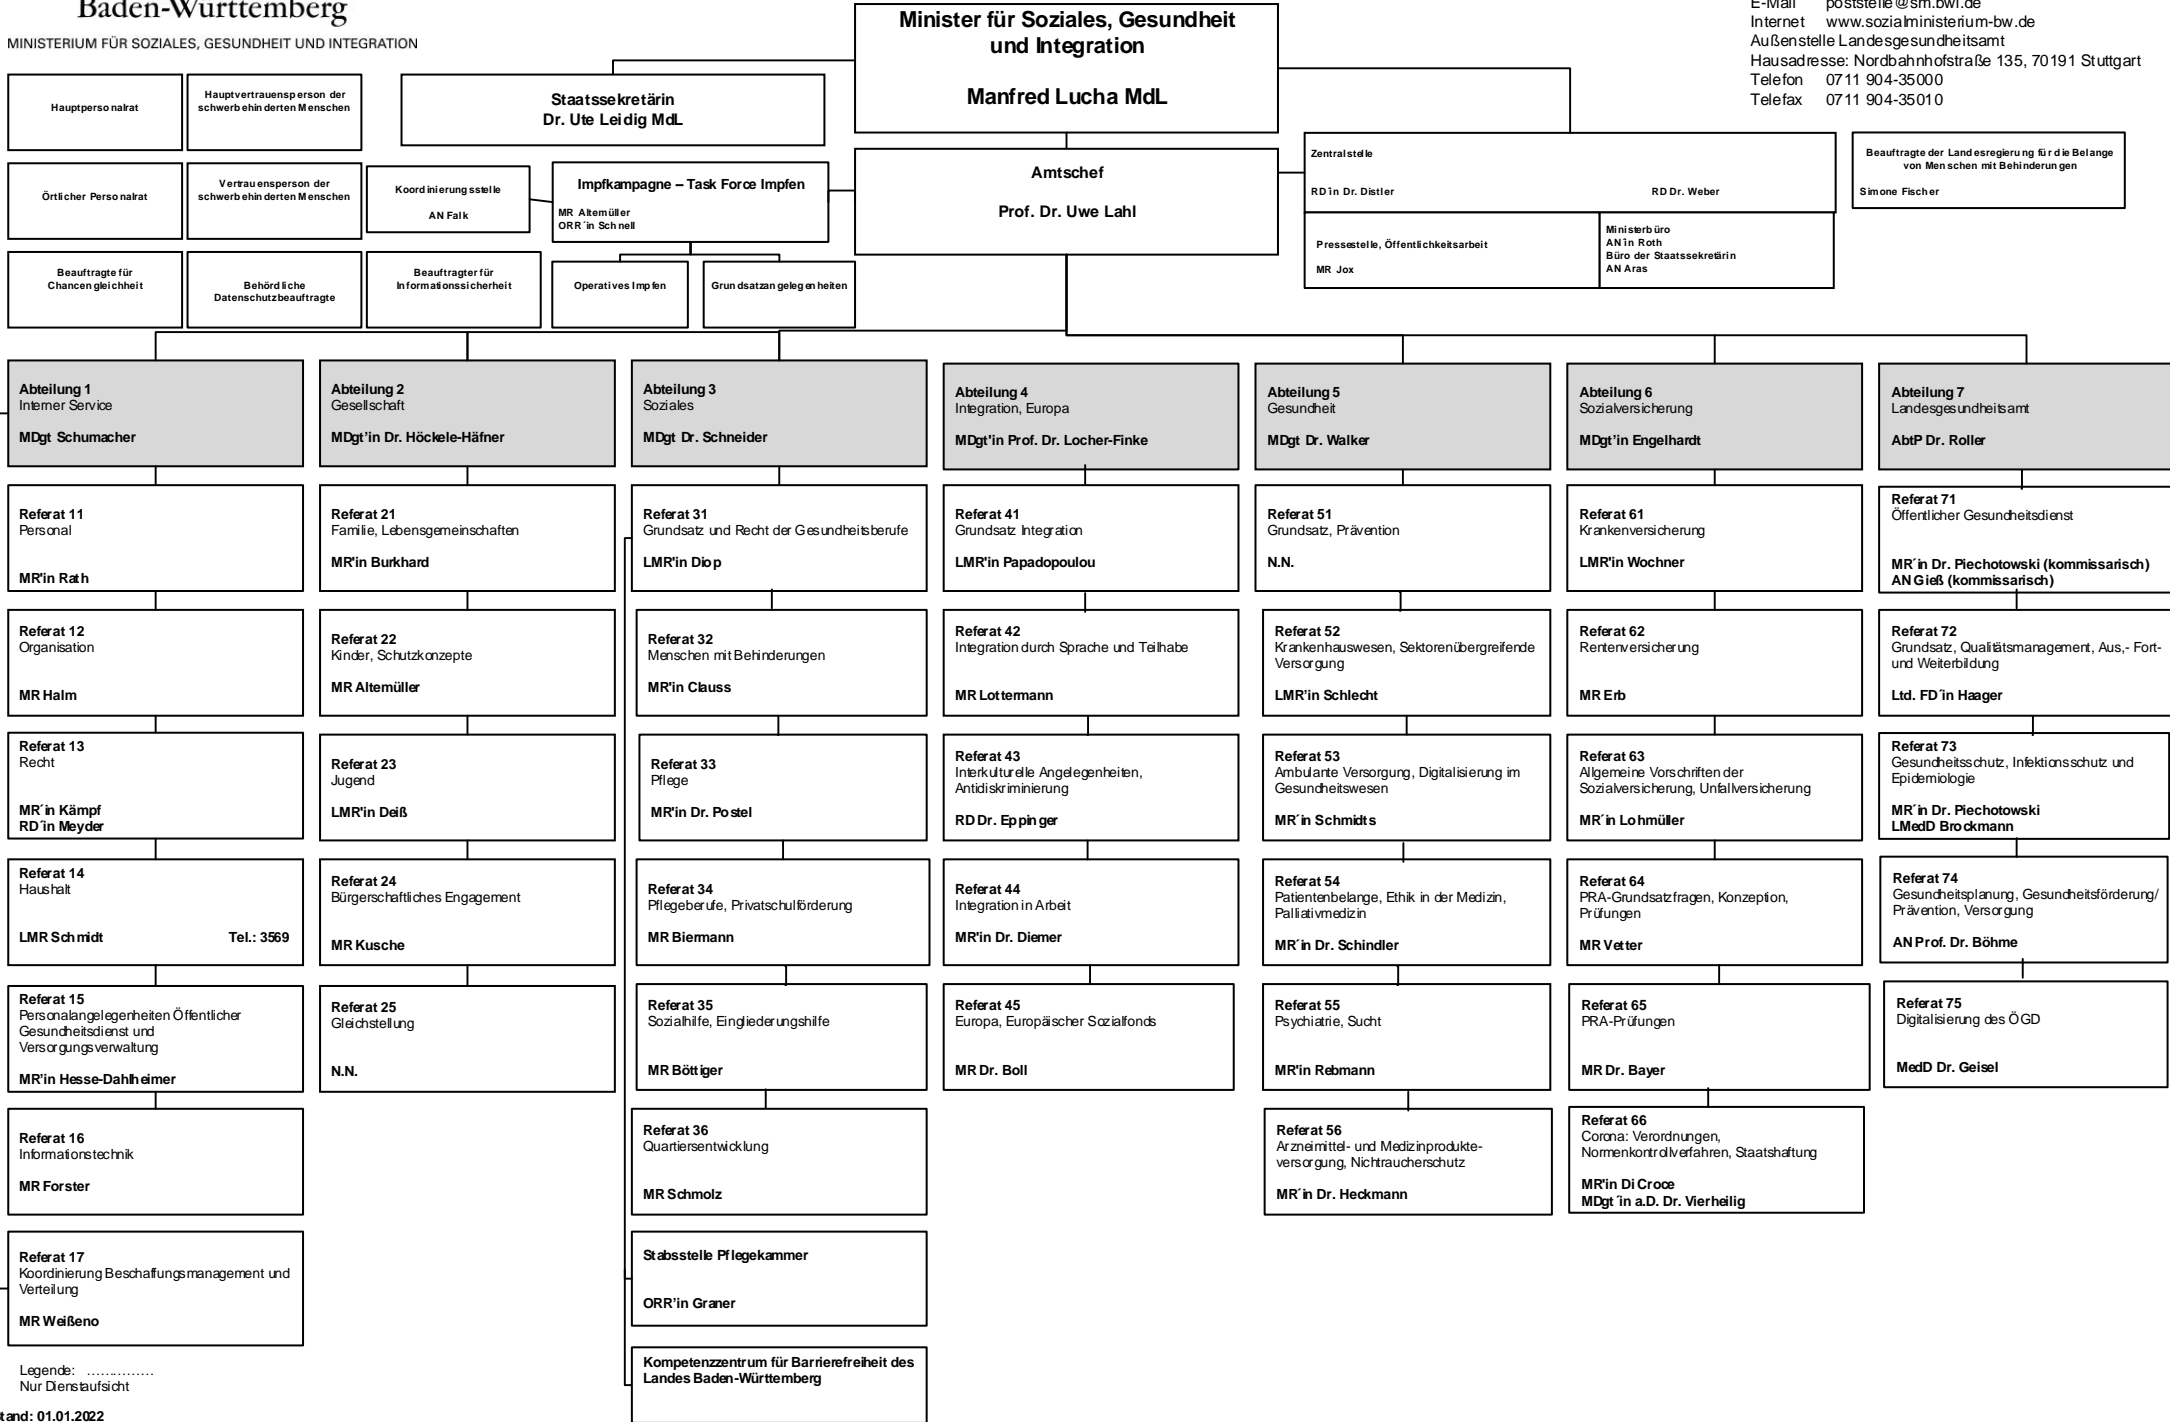 Baden-Württemberg
MINISTERIUM FÜR SOZIALES, GESUNDHEIT UND INTEGRATION
Minister für Soziales, Gesundheit
und Integration
Manfred Lucha MdL
E-Mail poststelle@sm.bwl.de
Internet www.sozialministerium-bw.de
Außenstelle Landesgesundheitsamt
Hausadresse: Nordbahnhofstraße 135, 70191 Stuttgart
Telefon 0711 904-35000
Telefax 0711 904-35010
Hauptpersonalrat
Hauptvertrauensperson der
schwerbehinderten Menschen
Staatssekretärin
Dr. Ute Leidig MdL
Örtlicher Personalrat
Vertrauensperson der
schwerbehinderten Menschen
Koordinierungsstelle
AN Falk
Impfkampagne – Task Force Impfen
MR Altemüller
ORR´in Schnell
Amtschef
Prof. Dr. Uwe Lahl
Zentralstelle
RD´in Dr. Distler RD Dr. Weber
Beauftragte der Landesregierung für die Belange
von Menschen mit Behinderungen
Simone Fischer
Pressestelle, Öffentlichkeitsarbeit
MR Jox
Ministerbüro
AN´in Roth
Büro der Staatssekretärin
AN Aras
Beauftragte für
Chancengleichheit
Behördliche
Datenschutzbeauftragte
Beauftragter für
Informationssicherheit
Operatives Impfen
Grundsatzangelegenheiten
Abteilung 1
Interner Service
MDgt Schumacher
Abteilung 2
Gesellschaft
MDgt’in Dr. Höckele-Häfner
Abteilung 3
Soziales
MDgt Dr. Schneider
Abteilung 4
Integration, Europa
MDgt'in Prof. Dr. Locher-Finke
Abteilung 5
Gesundheit
MDgt Dr. Walker
Abteilung 6
Sozialversicherung
MDgt’in Engelhardt
Abteilung 7
Landesgesundheitsamt
AbtP Dr. Roller
Referat 11
Personal
MR'in Rath
Referat 21
Familie, Lebensgemeinschaften
MR'in Burkhard
Referat 31
Grundsatz und Recht der Gesundheitsberufe
LMR'in Diop
Referat 41
Grundsatz Integration
LMR’in Papadopoulou
Referat 51
Grundsatz, Prävention
N.N.
Referat 61
Krankenversicherung
LMR’in Wochner
Referat 71
Öffentlicher Gesundheitsdienst
MR´in Dr. Piechotowski (kommissarisch)
AN Gieß (kommissarisch)
Referat 12
Organisation
MR Halm
Referat 22
Kinder, Schutzkonzepte
MR Altemüller
Referat 32
Menschen mit Behinderungen
MR'in Clauss
Referat 42
Integration durch Sprache und Teilhabe
MR Lottermann
Referat 52
Krankenhauswesen, Sektorenübergreifende
Versorgung
LMR’in Schlecht
Referat 62
Rentenversicherung
MR Erb
Referat 72
Grundsatz, Qualitätsmanagement, Aus,- Fort-
und Weiterbildung
Ltd. FD´in Haager
Referat 13
Recht
MR´in Kämpf
RD´in Meyder
Referat 23
Jugend
LMR'in Deiß
Referat 33
Pflege
MR'in Dr. Postel
Referat 43
Interkulturelle Angelegenheiten,
Antidiskriminierung
RD Dr. Eppinger
Referat 53
Ambulante Versorgung, Digitalisierung im
Gesundheitswesen
MR´in Schmidts
Referat 63
Allgemeine Vorschriften der
Sozialversicherung, Unfallversicherung
MR´in Lohmüller
Referat 73
Gesundheitsschutz, Infektionsschutz und
Epidemiologie
MR´in Dr. Piechotowski
LMedD Brockmann
Referat 14
Haushalt
LMR Schmidt Tel.: 3569
Referat 24
Bürgerschaftliches Engagement
MR Kusche
Referat 34
Pflegeberufe, Privatschulförderung
MR Biermann
Referat 44
Integration in Arbeit
MR'in Dr. Diemer
Referat 54
Patientenbelange, Ethik in der Medizin,
Palliativmedizin
MR´in Dr. Schindler
Referat 64
PRA-Grundsatzfragen, Konzeption,
Prüfungen
MR Vetter
Referat 74
Gesundheitsplanung, Gesundheitsförderung/
Prävention, Versorgung
AN Prof. Dr. Böhme
Referat 15
Personalangelegenheiten Öffentlicher
Gesundheitsdienst und
Versorgungsverwaltung
MR’in Hesse-Dahlheimer
Referat 25
Gleichstellung
N.N.
Referat 35
Sozialhilfe, Eingliederungshilfe
MR Böttiger
Referat 45
Europa, Europäischer Sozialfonds
MR Dr. Boll
Referat 55
Psychiatrie, Sucht
MR'in Rebmann
Referat 65
PRA-Prüfungen
MR Dr. Bayer
Referat 75
Digitalisierung des ÖGD
MedD Dr. Geisel
Referat 16
Informationstechnik
MR Forster
Referat 36
Quartiersentwicklung
MR Schmolz
Referat 56
Arzneimittel- und Medizinprodukte-
versorgung, Nichtraucherschutz
MR´in Dr. Heckmann
Referat 66
Corona: Verordnungen,
Normenkontrollverfahren, Staatshaftung
MR'in Di Croce
MDgt´in a.D. Dr. Vierheilig
Referat 17
Koordinierung Beschaffungsmanagement und
Verteilung
MR Weißeno
Stabsstelle Pflegekammer
ORR’in Graner
Kompetenzzentrum für Barrierefreiheit des
Landes Baden-Württemberg
Legende: ……………
Nur Dienstaufsicht
tand: 01.01.2022